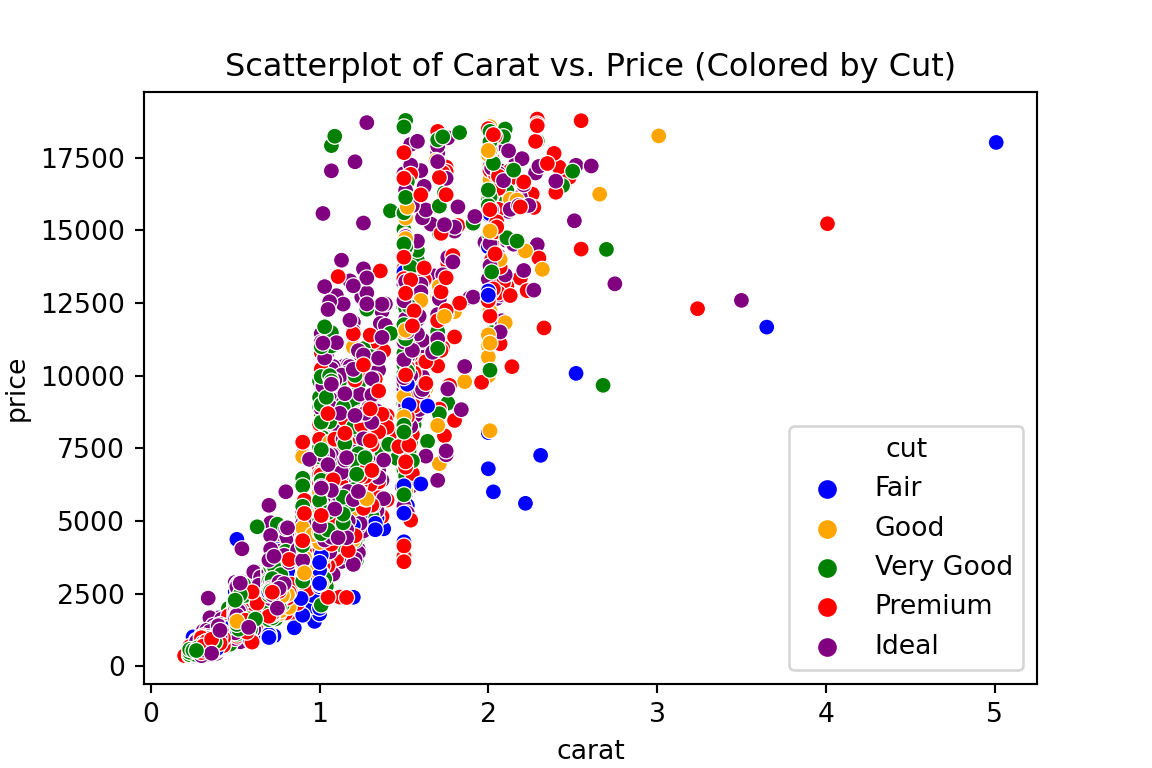 Scatterplot of Carat vs. Price (Colored by Cut)
17500
15000
12500
10000
7500
5000
2500
0
price
cut
Fair
Good
Very Good
Premium
Ideal
0 1 2 3 4 5
carat